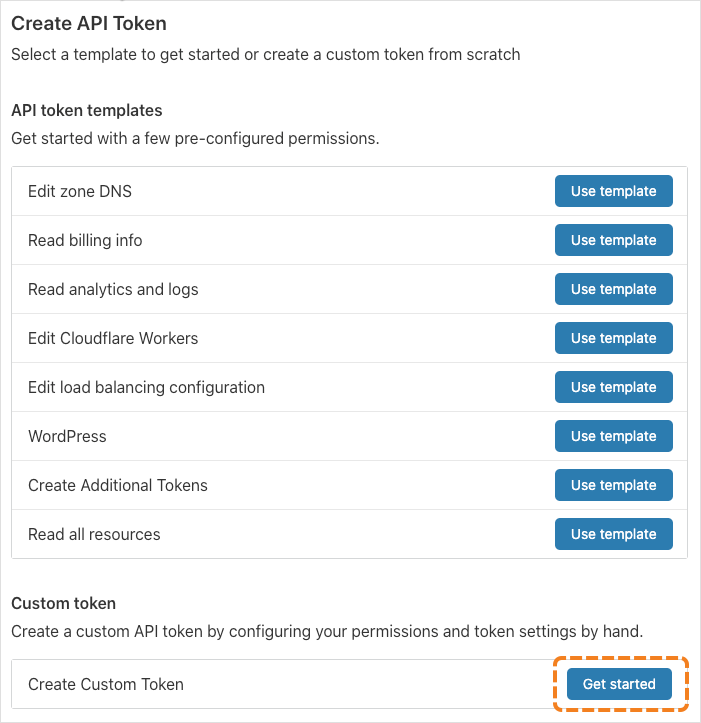 Create API Token
Select a template to get started or create a custom token from scratch
API token templates
Get started with a few pre-configured permissions.
Edit zone DNS Use template
Read billing info Use template
Read analytics and logs Use template
Edit Cloudflare Workers Use template
Edit load balancing configuration Use template
WordPress Use template
Create Additional Tokens Use template
Read all resources Use template
Custom token
Create a custom API token by configuring your permissions and token settings by hand.
Create Custom Token Get started